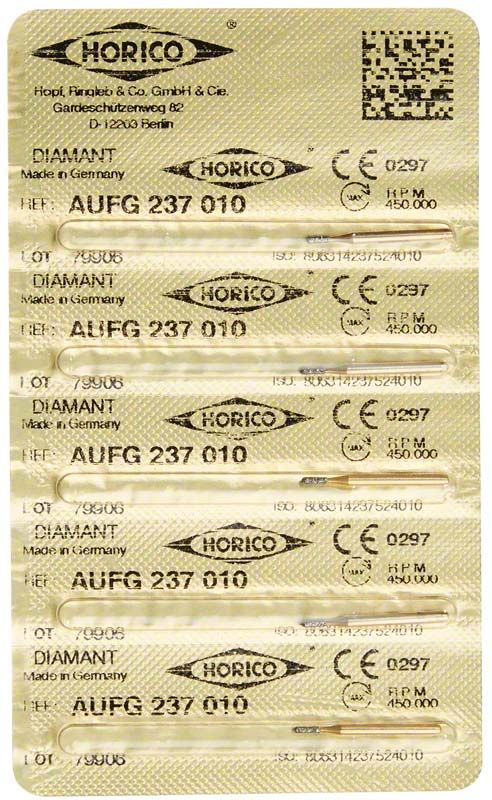 HORICO ®
Hopf, Ringleb & Co. GmbH & Cie.
Gardeschützenweg 82
D-12203 Berlin
DIAMANT HORICO CE 0297
Made in Germany MAX RPM
REF: AUFG 237 010 450.000
LOT 79906 ISO: 806314237524010
DIAMANT HORICO CE 0297
Made in Germany MAX RPM
REF: AUFG 237 010 450.000
LOT 79906 ISO: 806314237524010
DIAMANT HORICO CE 0297
Made in Germany MAX RPM
REF: AUFG 237 010 450.000
LOT 79906 ISO: 806314237524010
DIAMANT HORICO CE 0297
Made in Germany MAX RPM
REF: AUFG 237 010 450.000
LOT 79906 ISO: 806314237524010
DIAMANT HORICO CE 0297
Made in Germany MAX RPM
REF: AUFG 237 010 450.000
LOT 79906 ISO: 806314237524010